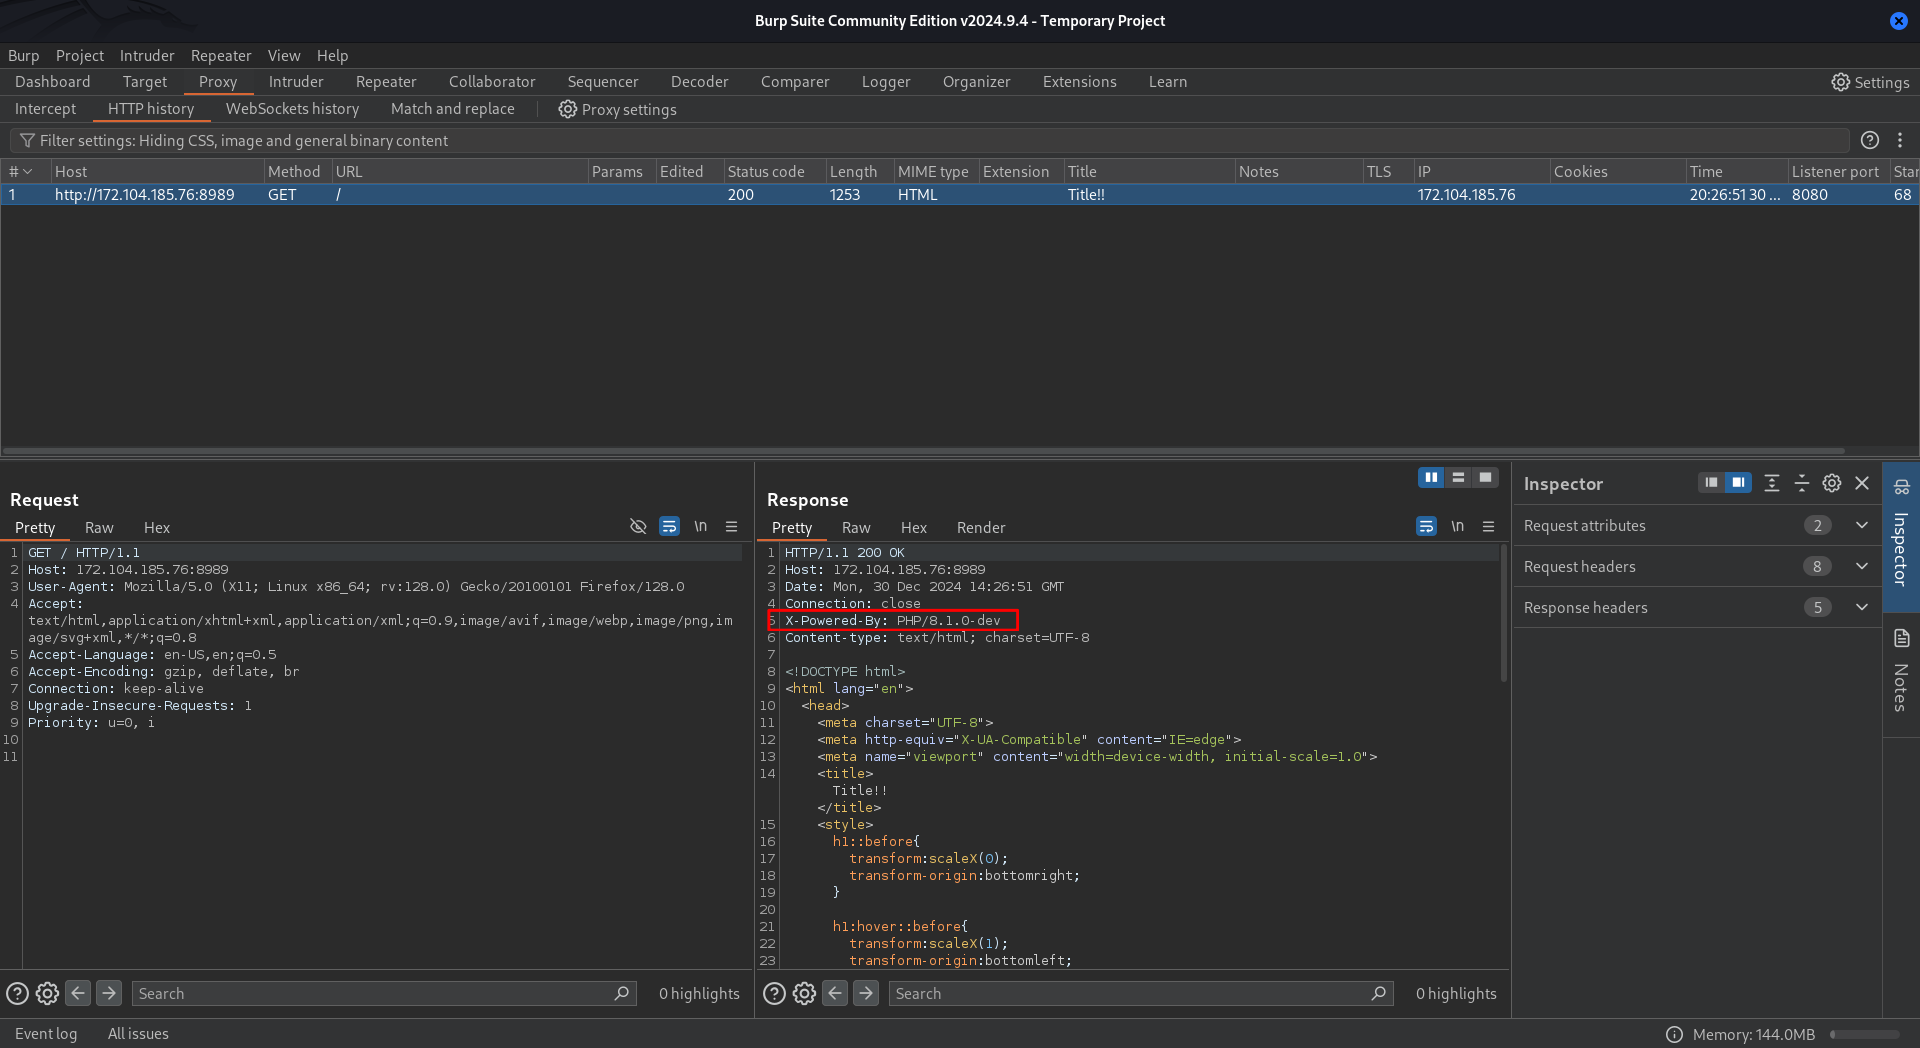 Burp Suite Community Edition v2024.9.4 - Temporary Project
Burp Project Intruder Repeater View Help
Dashboard Target Proxy Intruder Repeater Collaborator Sequencer Decoder Comparer Logger Organizer Extensions Learn Settings
Intercept HTTP history WebSockets history Match and replace Proxy settings
Filter settings: Hiding CSS, image and general binary content
# Host Method URL Params Edited Status code Length MIME type Extension Title Notes TLS IP Cookies Time Listener port Star
1 http://172.104.185.76:8989 GET / 200 1253 HTML Title!! 172.104.185.76 20:26:51 30 ... 8080 68
Request
Pretty Raw Hex \n
1 GET / HTTP/1.1
2 Host: 172.104.185.76:8989
3 User-Agent: Mozilla/5.0 (X11; Linux x86_64; rv:128.0) Gecko/20100101 Firefox/128.0
4 Accept:
text/html,application/xhtml+xml,application/xml;q=0.9,image/avif,image/webp,image/png,im
age/svg+xml,*/*;q=0.8
5 Accept-Language: en-US,en;q=0.5
6 Accept-Encoding: gzip, deflate, br
7 Connection: keep-alive
8 Upgrade-Insecure-Requests: 1
9 Priority: u=0, i
10
11
Search 0 highlights
Response
Pretty Raw Hex Render \n
1 HTTP/1.1 200 OK
2 Host: 172.104.185.76:8989
3 Date: Mon, 30 Dec 2024 14:26:51 GMT
4 Connection: close
5 X-Powered-By: PHP/8.1.0-dev
6 Content-type: text/html; charset=UTF-8
7
8 <!DOCTYPE html>
9 <html lang="en">
10 <head>
11 <meta charset="UTF-8">
12 <meta http-equiv="X-UA-Compatible" content="IE=edge">
13 <meta name="viewport" content="width=device-width, initial-scale=1.0">
14 <title>
Title!!
</title>
15 <style>
16 h1::before{
17 transform:scaleX(0);
18 transform-origin:bottomright;
19 }
20
21 h1:hover::before{
22 transform:scaleX(1);
23 transform-origin:bottomleft;
Search 0 highlights
Inspector
Request attributes 2
Request headers 8
Response headers 5
Inspector
Notes
Event log All issues Memory: 144.0MB